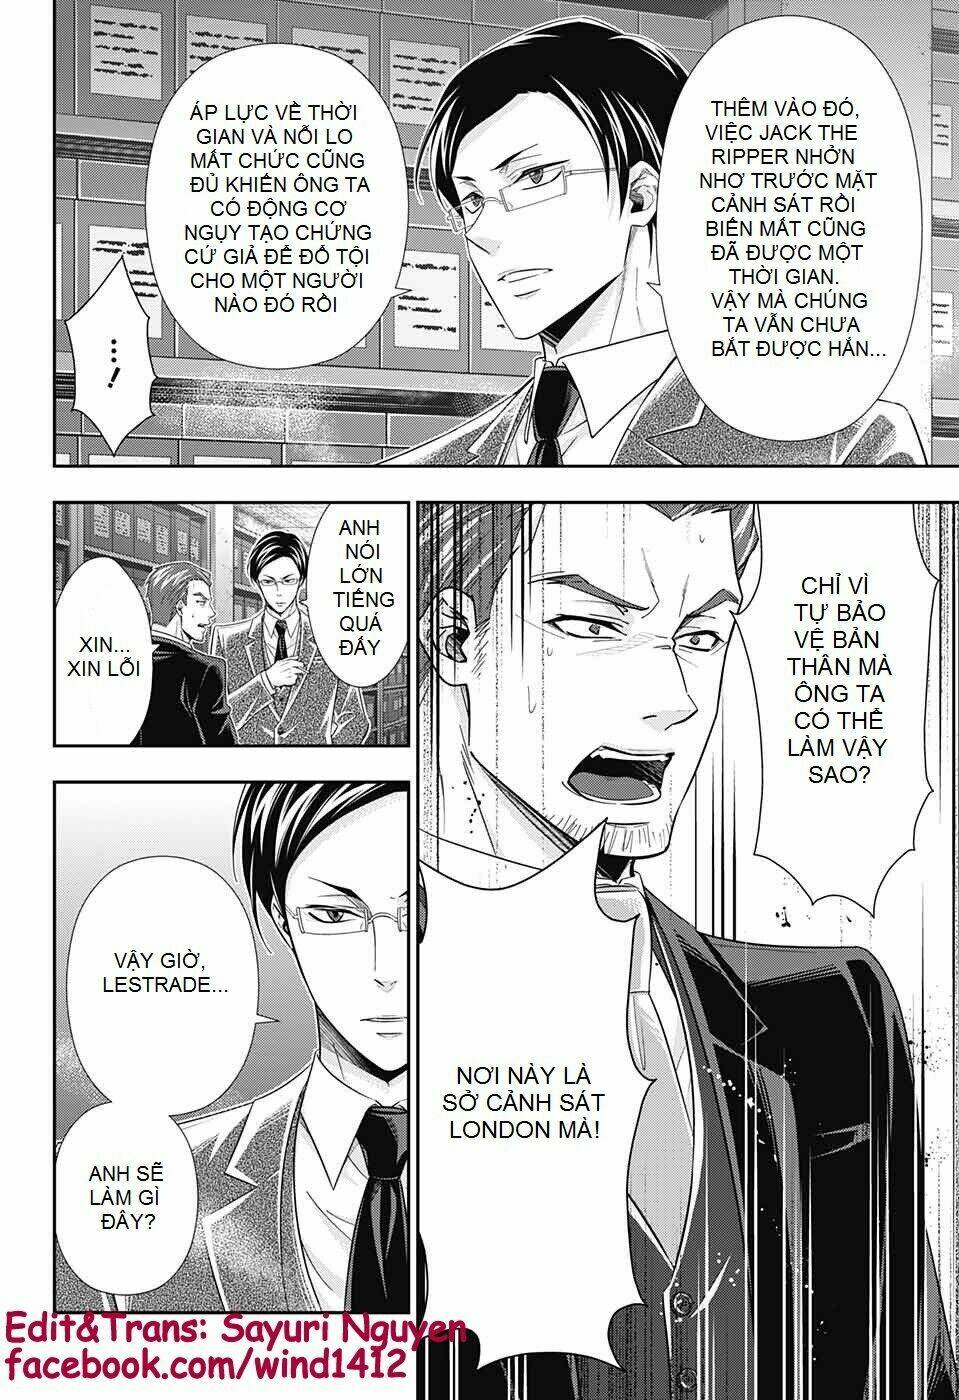 THÊM VÀO ĐÓ,
VIỆC JACK THE
RIPPER NHỞN
NHƠ TRƯỚC MẶT
CẢNH SÁT RỒI
BIẾN MẤT CŨNG
ĐÃ ĐƯỢC MỘT
THỜI GIAN.
VẬY MÀ CHÚNG
TA VẪN CHƯA
BẮT ĐƯỢC HẮN...
ÁP LỰC VỀ THỜI
GIAN VÀ NỖI LO
MẤT CHỨC CŨNG
ĐỦ KHIẾN ÔNG TA
CÓ ĐỘNG CƠ
NGỤY TẠO CHỨNG
CỨ GIẢ ĐỂ ĐỔ TỘI
CHO MỘT NGƯỜI
NÀO ĐÓ RỒI
...!
CHỈ VÌ
TỰ BẢO
VỆ BẢN
THÂN MÀ
ÔNG TA
CÓ THỂ
LÀM VẬY
SAO?
NƠI NÀY LÀ
SỞ CẢNH SÁT
LONDON MÀ!
ANH
NÓI
LỚN
TIẾNG
QUÁ
ĐẤY
XIN...
XIN LỖI
VẬY GIỜ,
LESTRADE...
ANH SẼ
LÀM GÌ
ĐÂY?
Edit&Trans: Sayuri Nguyen
facebook.com/wind1412